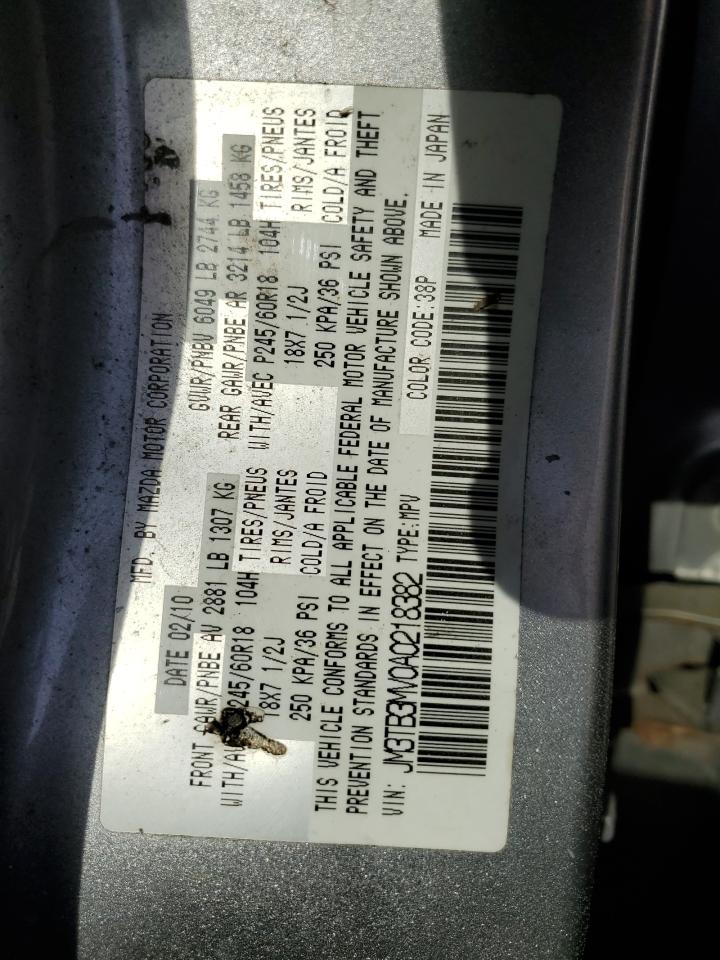 MFD. BY MAZDA MOTOR CORPORATION
DATE 02/10 GVWR/PNBV 6049 LB 2744 KG
FRONT GAWR/PNBE AV 2881 LB 1307 KG REAR GAWR/PNBE AR 3214 LB 1458 KG
245/60R18 104H TIRES/PNEUS WITH/AVEC P245/60R18 104H TIRES/PNEUS
18X7 1/2J RIMS/JANTES 18X7 1/2J RIMS/JANTES
250 KPA/36 PSI COLD/A FROID 250 KPA/36 PSI COLD/A FROID
THIS VEHICLE CONFORMS TO ALL APPLICABLE FEDERAL MOTOR VEHICLE SAFETY AND THEFT
PREVENTION STANDARDS IN EFFECT ON THE DATE OF MANUFACTURE SHOWN ABOVE.
VIN: JM3TB3MV0A0218382 TYPE:MPV COLOR CODE:38P MADE IN JAPAN